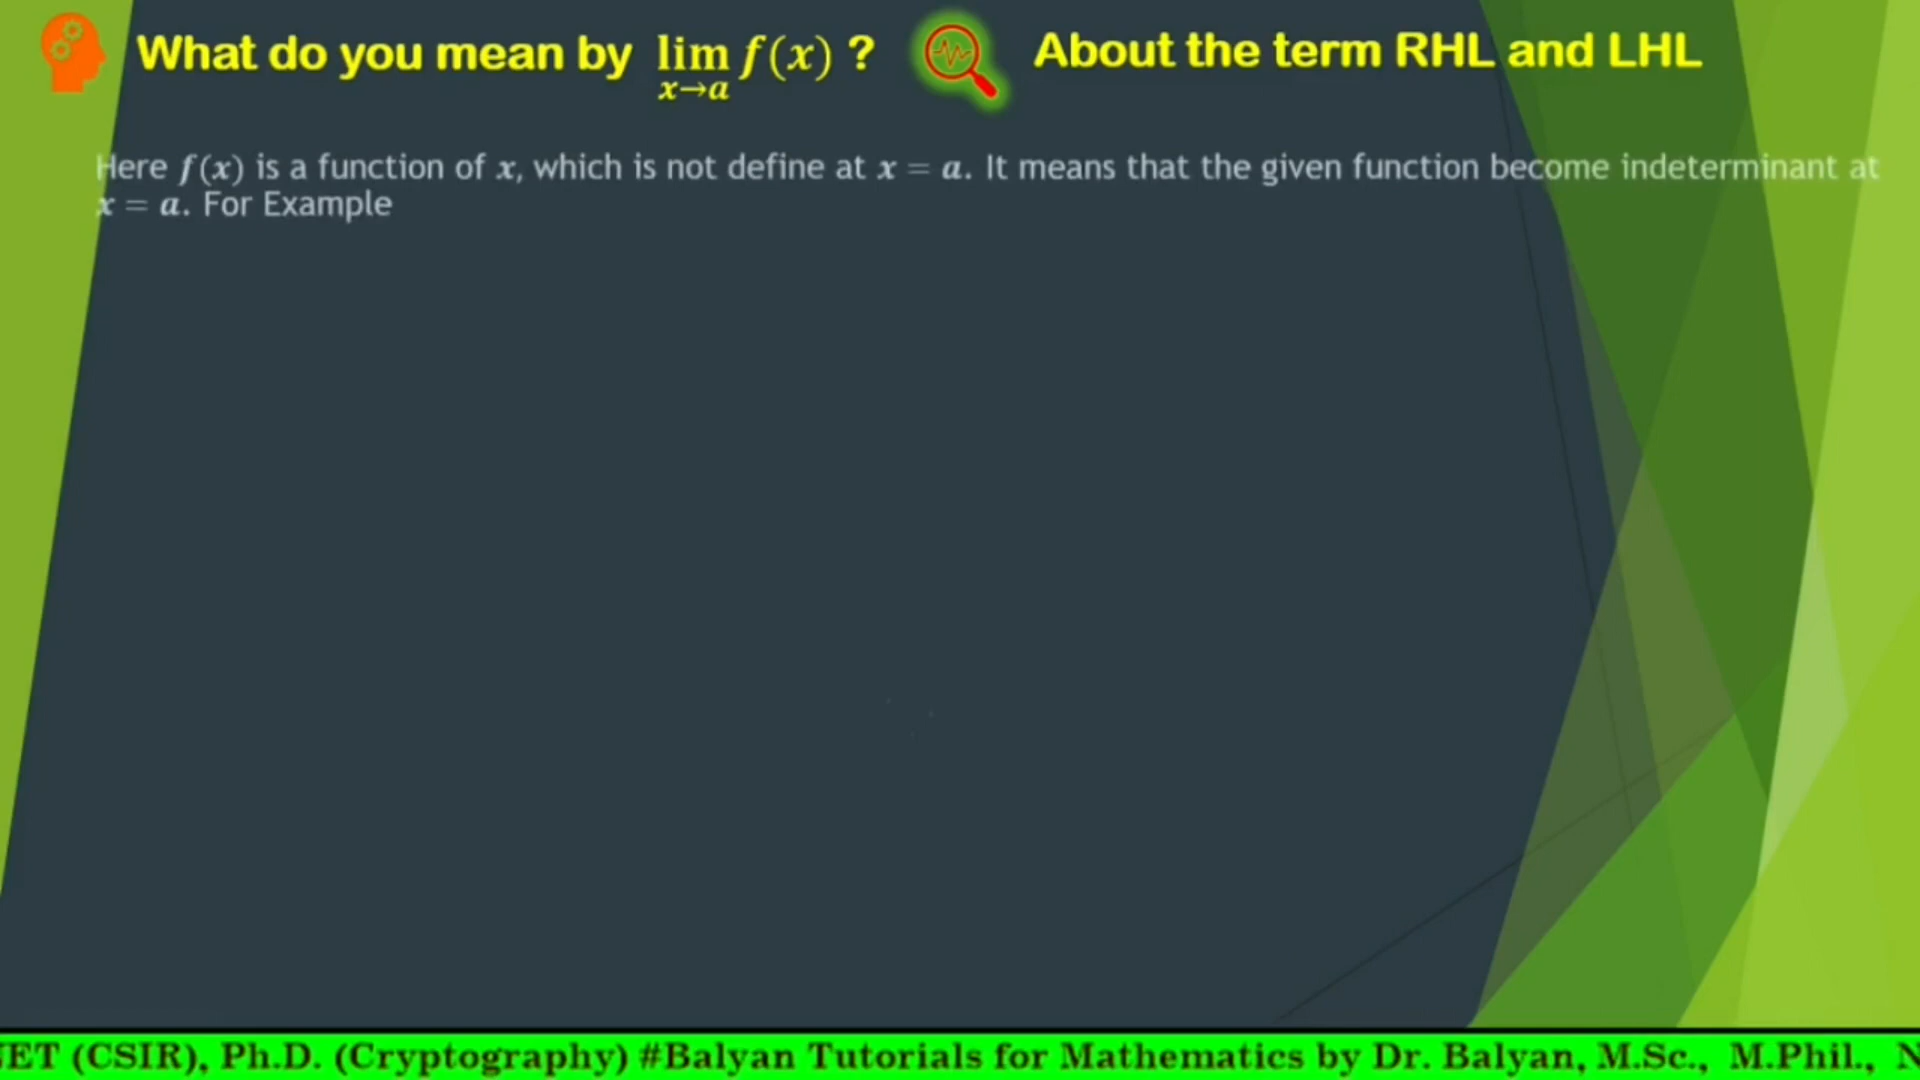 What do you mean by lim f(x) ?
x→a
About the term RHL and LHL
Here f(x) is a function of x, which is not define at x = a. It means that the given function become indeterminant at
x = a. For Example
NET (CSIR), Ph.D. (Cryptography) #Balyan Tutorials for Mathematics by Dr. Balyan, M.Sc., M.Phil., N